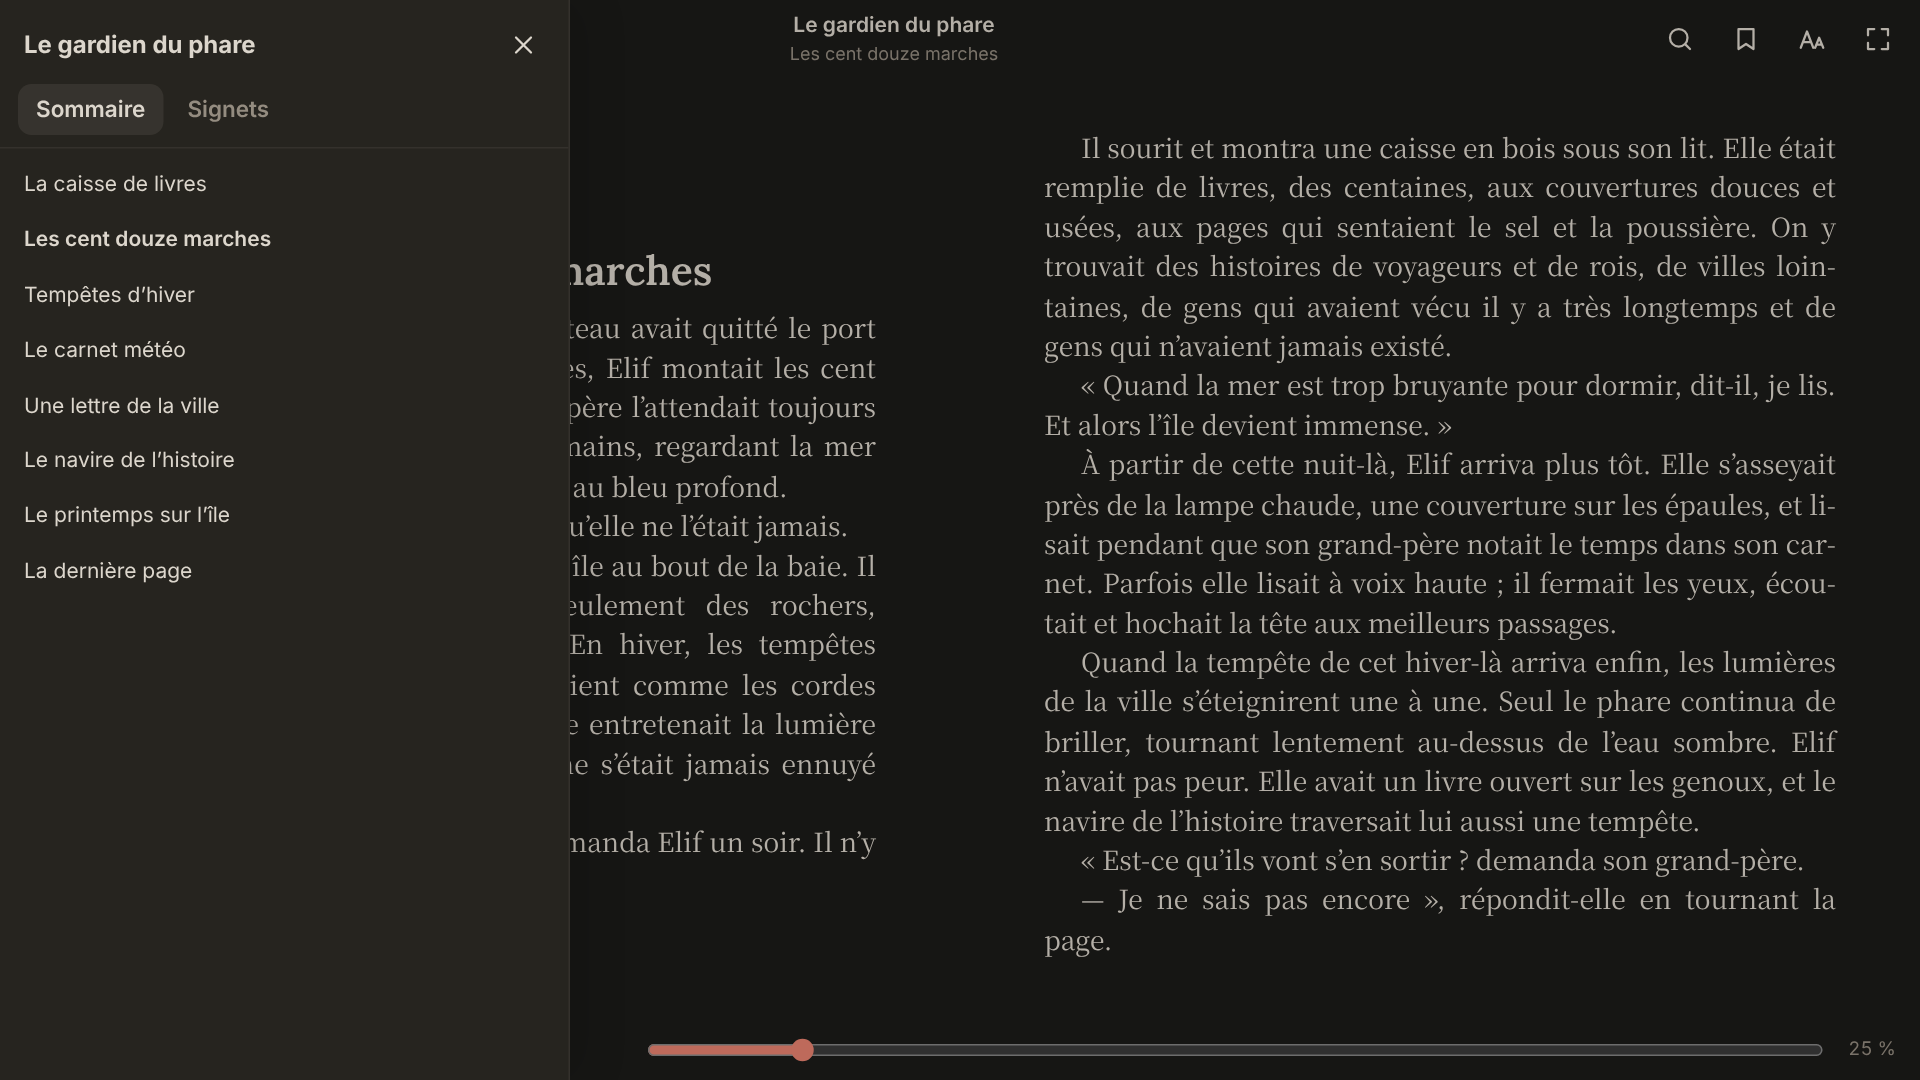 Le gardien du phare
Sommaire
Signets
La caisse de livres
Les cent douze marches
Tempêtes d’hiver
Le carnet météo
Une lettre de la ville
Le navire de l’histoire
Le printemps sur l’île
La dernière page
Le gardien du phare
Les cent douze marches
avait quitté le port
Elif montait les cent
l’attendait toujours
regardant la mer
au bleu profond.
ne l’était jamais.
île au bout de la baie. Il
des rochers,
En hiver, les tempêtes
comme les cordes
entretenait la lumière
s’était jamais ennuyé
Elif un soir. Il n’y
Il sourit et montra une caisse en bois sous son lit. Elle était
remplie de livres, des centaines, aux couvertures douces et
usées, aux pages qui sentaient le sel et la poussière. On y
trouvait des histoires de voyageurs et de rois, de villes loin-
taines, de gens qui avaient vécu il y a très longtemps et de
gens qui n’avaient jamais existé.
« Quand la mer est trop bruyante pour dormir, dit-il, je lis.
Et alors l’île devient immense. »
À partir de cette nuit-là, Elif arriva plus tôt. Elle s’asseyait
près de la lampe chaude, une couverture sur les épaules, et li-
sait pendant que son grand-père notait le temps dans son car-
net. Parfois elle lisait à voix haute ; il fermait les yeux, écou-
tait et hochait la tête aux meilleurs passages.
Quand la tempête de cet hiver-là arriva enfin, les lumières
de la ville s’éteignirent une à une. Seul le phare continua de
briller, tournant lentement au-dessus de l’eau sombre. Elif
n’avait pas peur. Elle avait un livre ouvert sur les genoux, et le
navire de l’histoire traversait lui aussi une tempête.
« Est-ce qu’ils vont s’en sortir ? demanda son grand-père.
— Je ne sais pas encore », répondit-elle en tournant la
page.
25 %